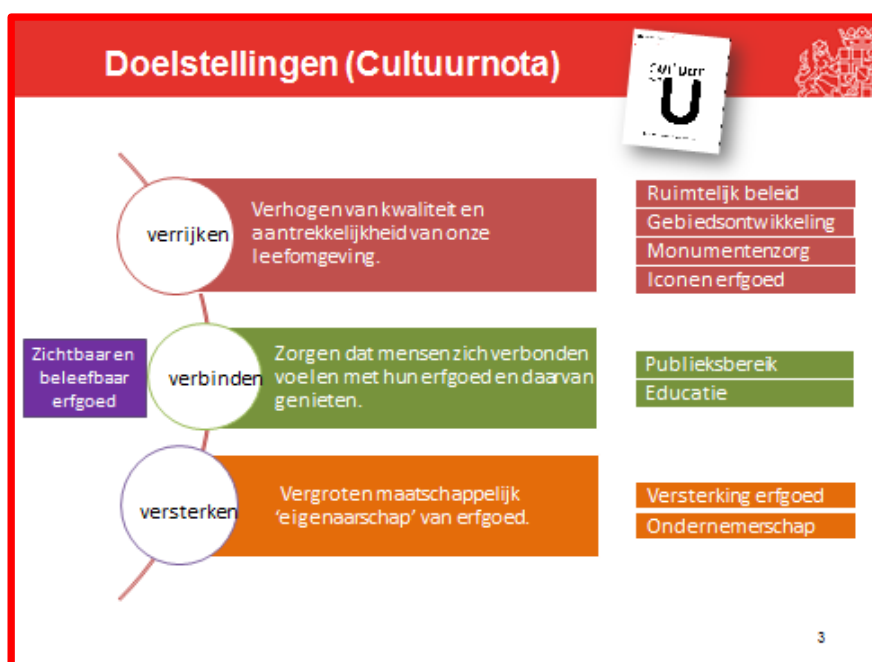 Doelstellingen (Cultuurnota)
U
verrijken
Verhogen van kwaliteit en
aantrekkelijkheid van onze
leefomgeving.
Ruimtelijk beleid
Gebiedsontwikkeling
Monumentenzorg
Iconen erfgoed
Zichtbaar en
beleefbaar
erfgoed
verbinden
Zorgen dat mensen zich verbonden
voelen met hun erfgoed en daarvan
genieten.
Publieksbereik
Educatie
versterken
Vergroten maatschappelijk
‘eigenaarschap’ van erfgoed.
Versterking erfgoed
Ondernemerschap
3